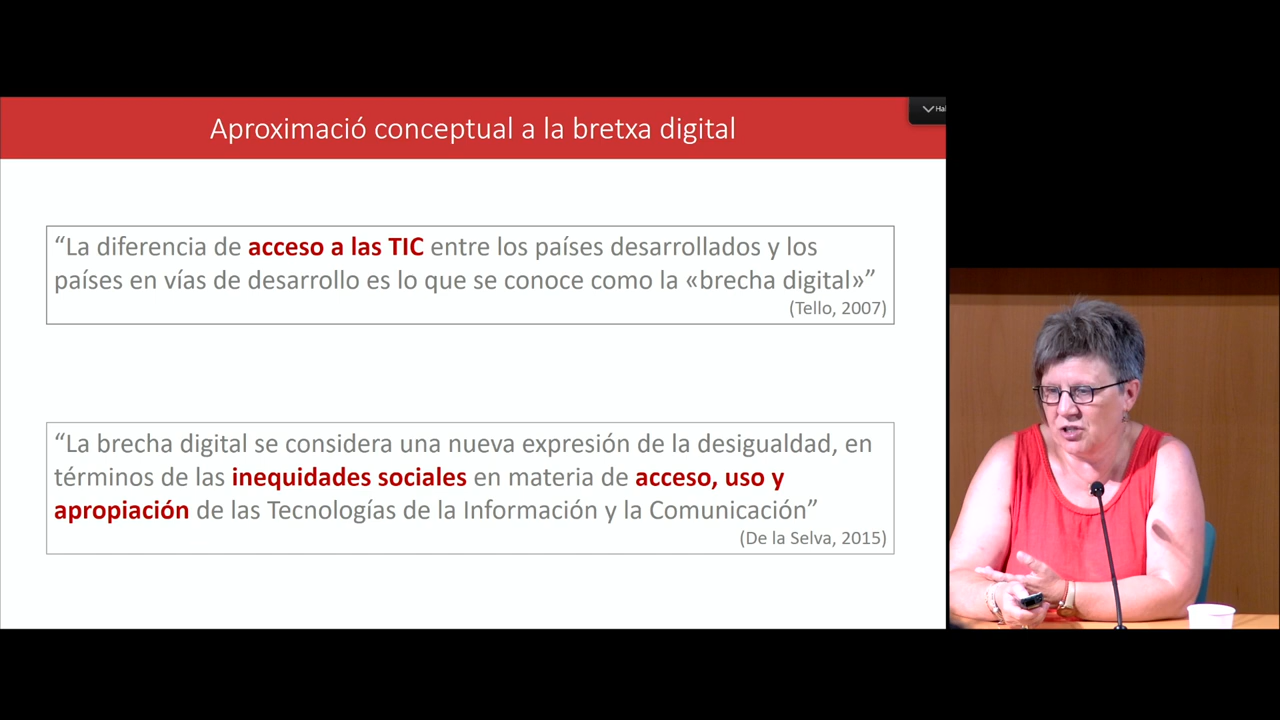 Aproximació conceptual a la bretxa digital
“La diferencia de acceso a las TIC entre los países desarrollados y los
países en vías de desarrollo es lo que se conoce como la «brecha digital»”
(Tello, 2007)
“La brecha digital se considera una nueva expresión de la desigualdad, en
términos de las inequidades sociales en materia de acceso, uso y
apropiación de las Tecnologías de la Información y la Comunicación”
(De la Selva, 2015)